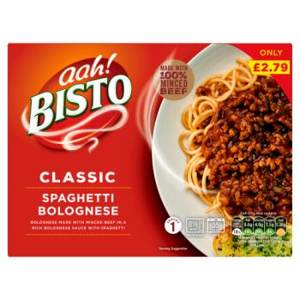 aah!
BISTO
ONLY
£2.79
MADE WITH
100%
MINCED
BEEF
CLASSIC
SPAGHETTI
BOLOGNESE
BOLOGNESE MADE WITH MINCED BEEF IN A
RICH BOLOGNESE SAUCE WITH SPAGHETTI
1
Serving Suggestion